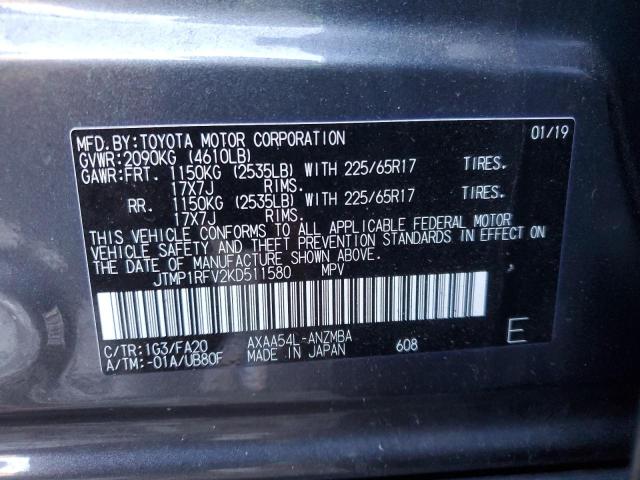 MFD. BY: TOYOTA MOTOR CORPORATION 01/19
GVWR: 2090KG (4610LB)
GAWR: FRT. 1150KG (2535LB) WITH 225/65R17 TIRES.
17X7J RIMS.
RR. 1150KG (2535LB) WITH 225/65R17 TIRES.
17X7J RIMS.
THIS VEHICLE CONFORMS TO ALL APPLICABLE FEDERAL MOTOR
VEHICLE SAFETY AND THEFT PREVENTION STANDARDS IN EFFECT ON
THE DATE OF MANUFACTURE SHOWN ABOVE.
JTMP1RFV2KD511580 MPV
C/TR: 1G3/FA20 AXAA54L-ANZMBA 608 E
A/TM: -01A/UB80F MADE IN JAPAN